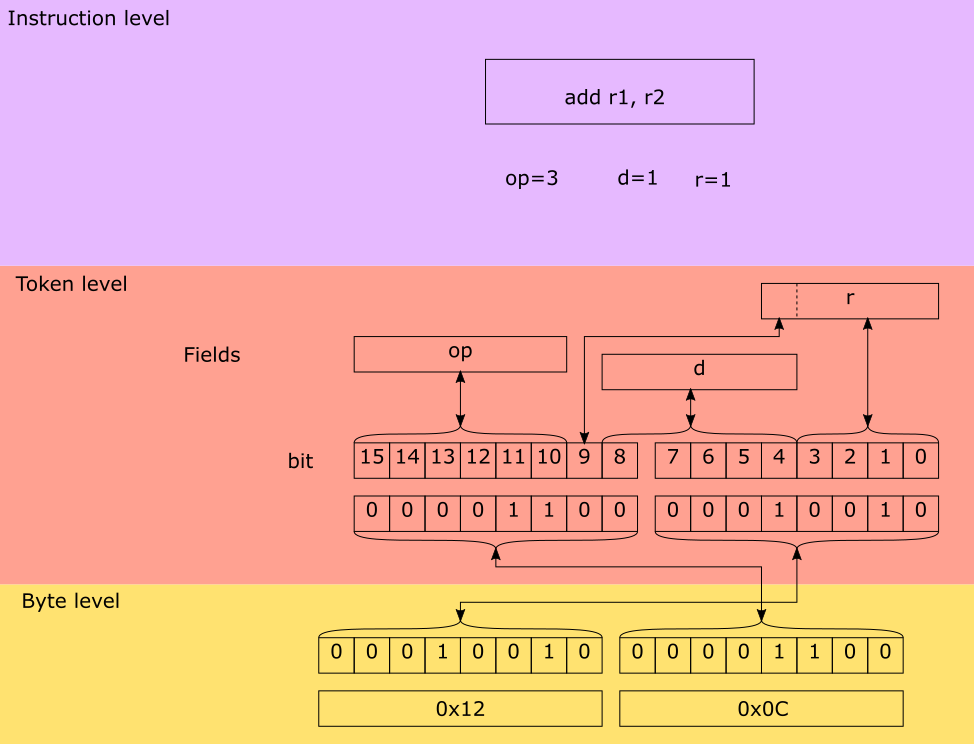 Instruction level
add r1, r2
op=3 d=1 r=1
Token level
r
Fields
op
d
bit
15 14 13 12 11 10 9 8 7 6 5 4 3 2 1 0
0 0 0 0 1 1 0 0 0 0 0 1 0 0 1 0
Byte level
0 0 0 1 0 0 1 0 0 0 0 0 1 1 0 0
0x12 0x0C